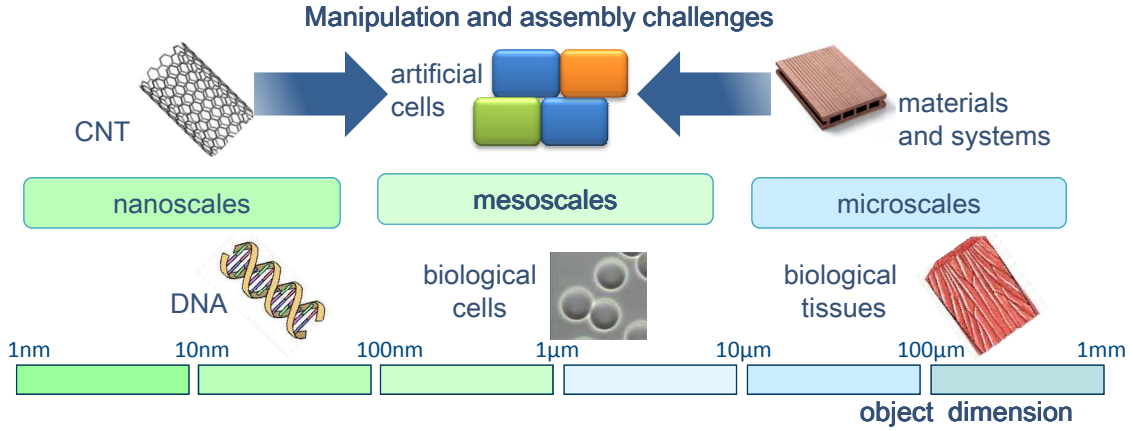 Manipulation and assembly challenges
CNT
artificial
cells
materials
and systems
nanoscales
mesoscales
microscales
DNA
biological
cells
biological
tissues
1nm
10nm
100nm
1µm
10µm
100µm
1mm
object dimension